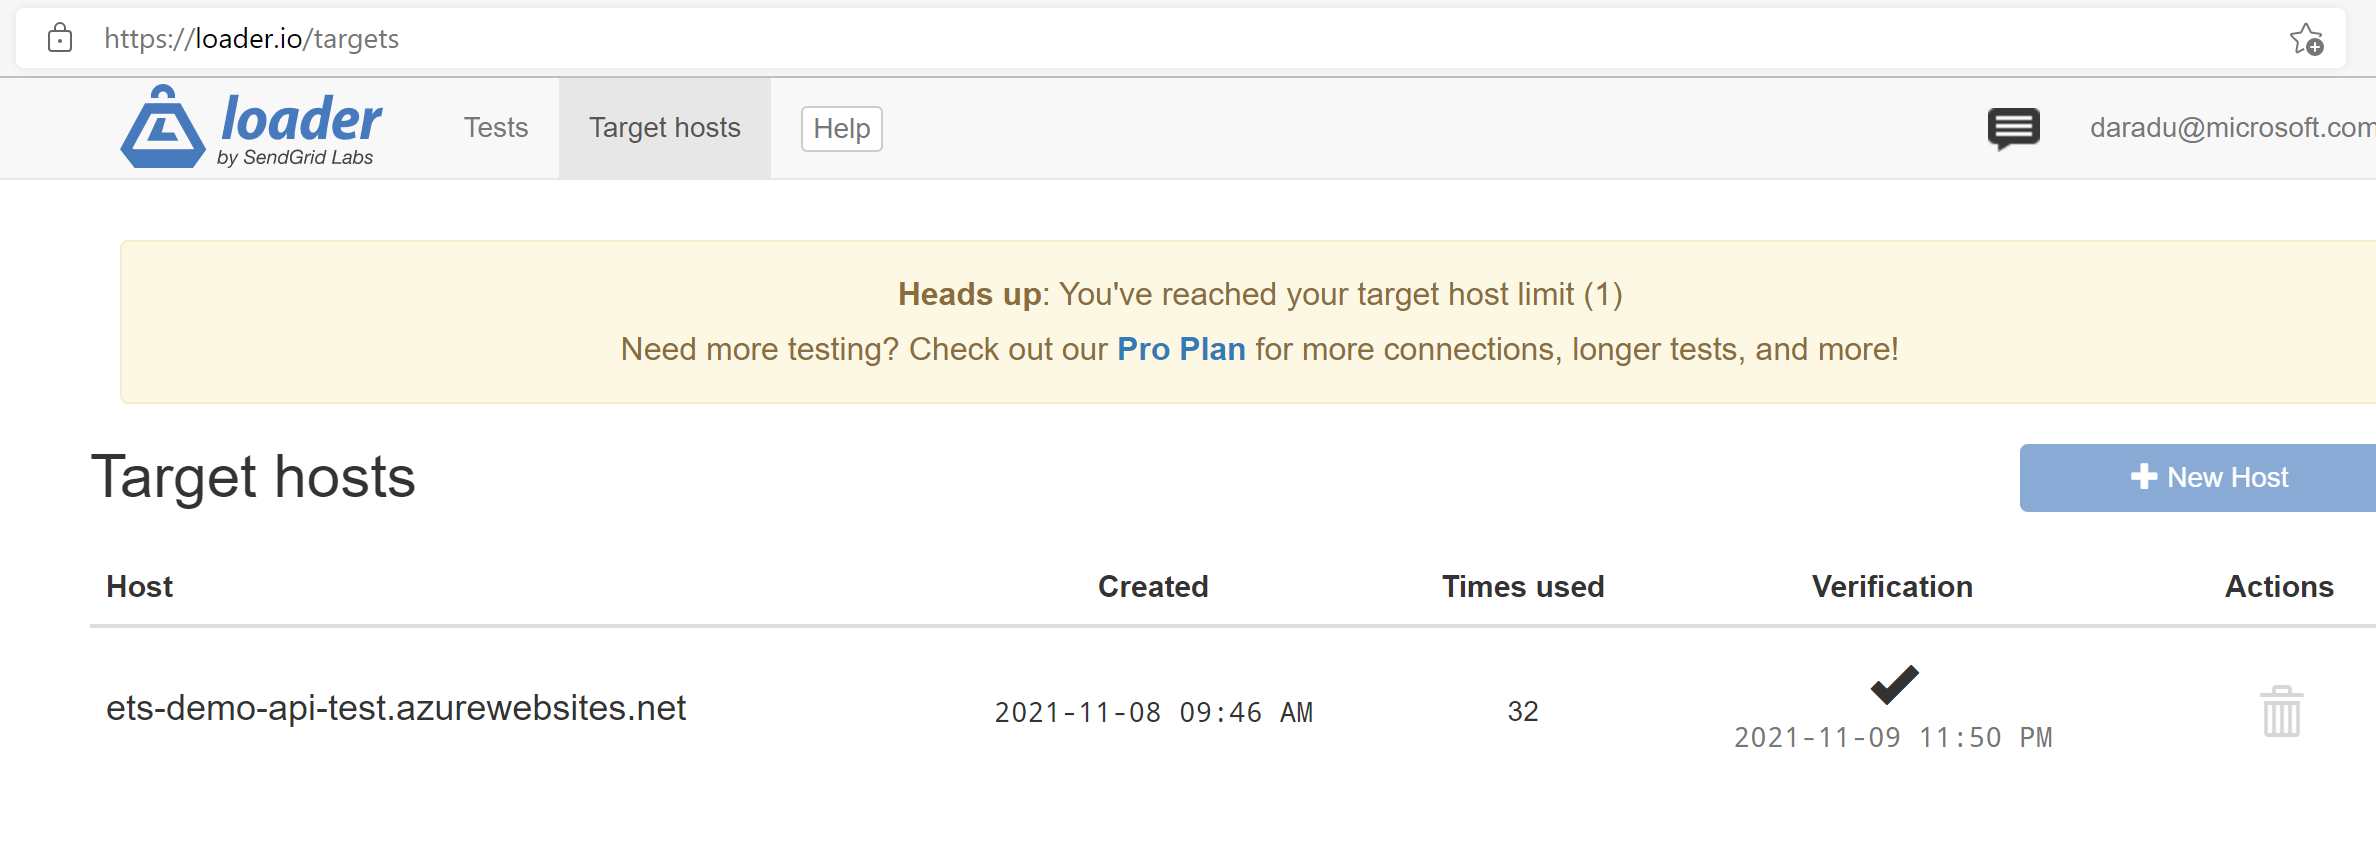 https://loader.io/targets
loader
by SendGrid Labs
Tests
Target hosts
Help
daradu@microsoft.com
Heads up: You've reached your target host limit (1)
Need more testing? Check out our Pro Plan for more connections, longer tests, and more!
Target hosts
New Host
Host Created Times used Verification Actions
ets-demo-api-test.azurewebsites.net 2021-11-08 09:46 AM 32
2021-11-09 11:50 PM